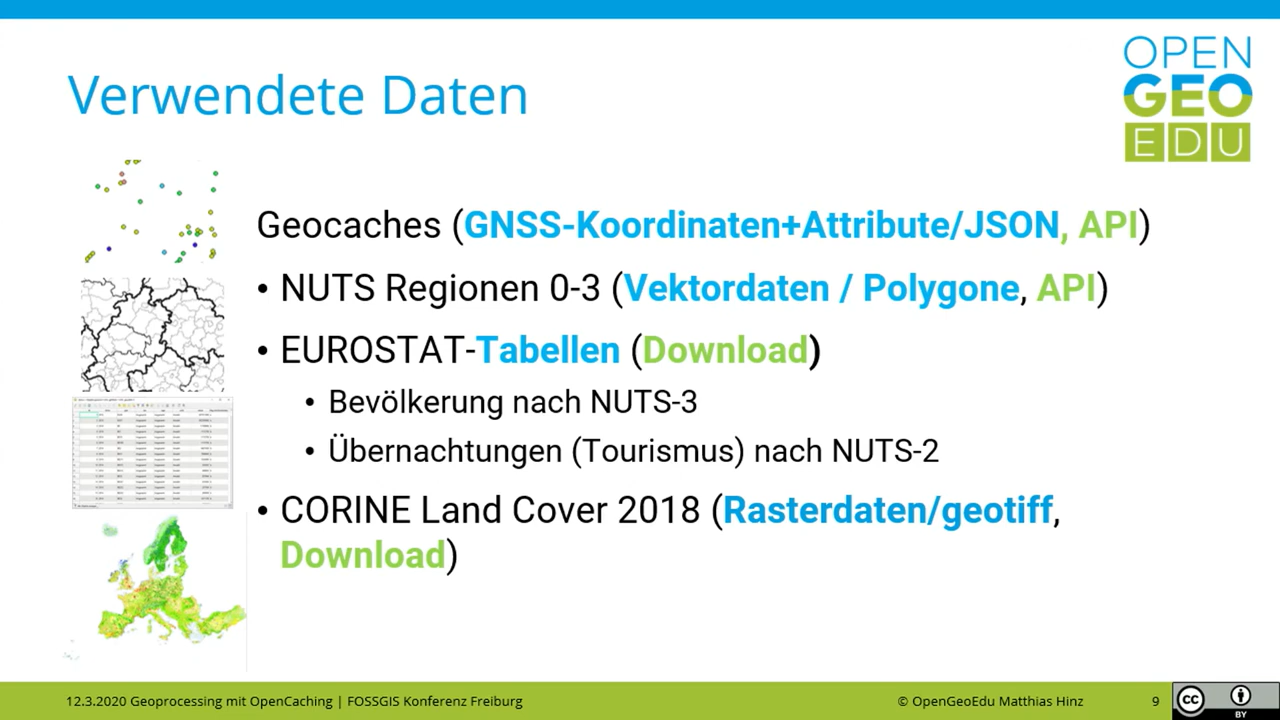 OPEN
GEO
EDU
Verwendete Daten
Geocaches (GNSS-Koordinaten+Attribute/JSON, API)
• NUTS Regionen 0-3 (Vektordaten / Polygone, API)
• EUROSTAT-Tabellen (Download)
• Bevölkerung nach NUTS-3
• Übernachtungen (Tourismus) nach NUTS-2
• CORINE Land Cover 2018 (Rasterdaten/geotiff,
Download)
12.3.2020 Geoprocessing mit OpenCaching | FOSSGIS Konferenz Freiburg
© OpenGeoEdu Matthias Hinz
9
cc
BY